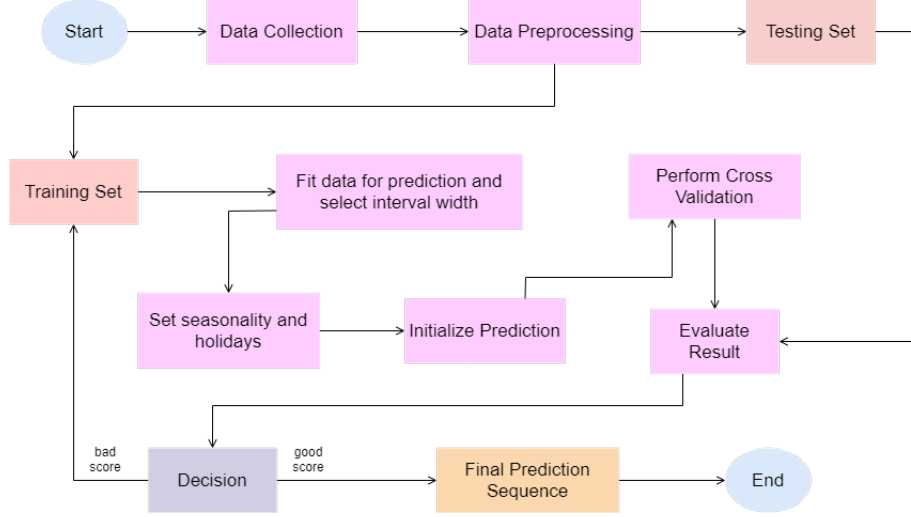 Start
Data Collection
Data Preprocessing
Testing Set
Training Set
Fit data for prediction and
select interval width
Perform Cross
Validation
Set seasonality and
holidays
Initialize Prediction
Evaluate
Result
bad
score
Decision
good
score
Final Prediction
Sequence
End